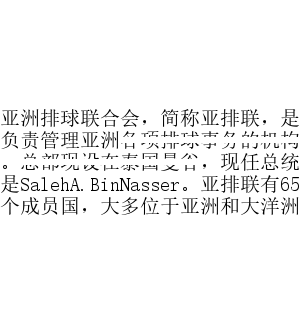 亚洲排球联合会，简称亚排联，是
负责管理亚洲各项排球事务的机构
。总部现设在泰国曼谷，现任总统
是SalehA.BinNasser。亚排联有65
个成员国，大多位于亚洲和大洋洲